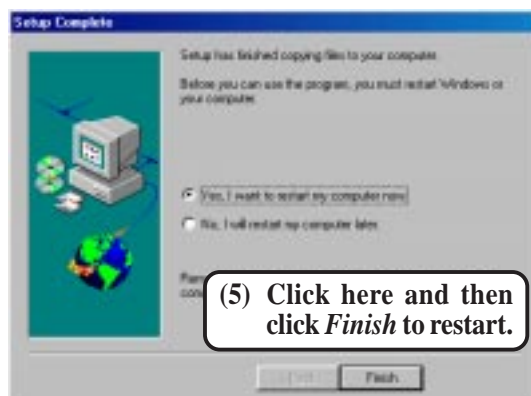 Setup Complete
Setup has finished copying files to your computer.
Before you can use the program, you must restart Windows or
your computer.
Yes, I want to restart my computer now.
No, I will restart my computer later.
(5) Click here and then
click Finish to restart.
Finish